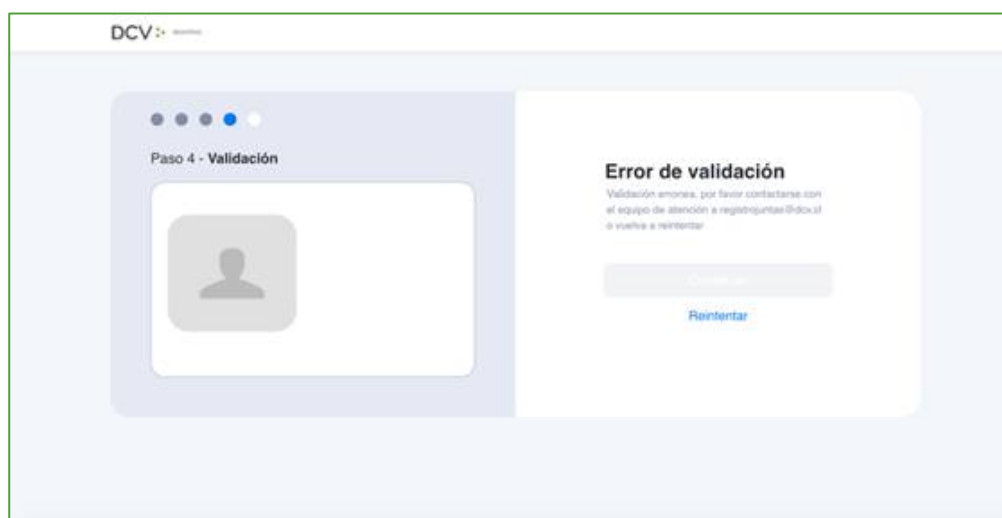 DCV
Paso 4 - Validación
Error de validación
Validación erronea, por favor contactarse con
el equipo de atención a registrojuntas@dcv.cl
o vuelva a reintentar
Reintentar